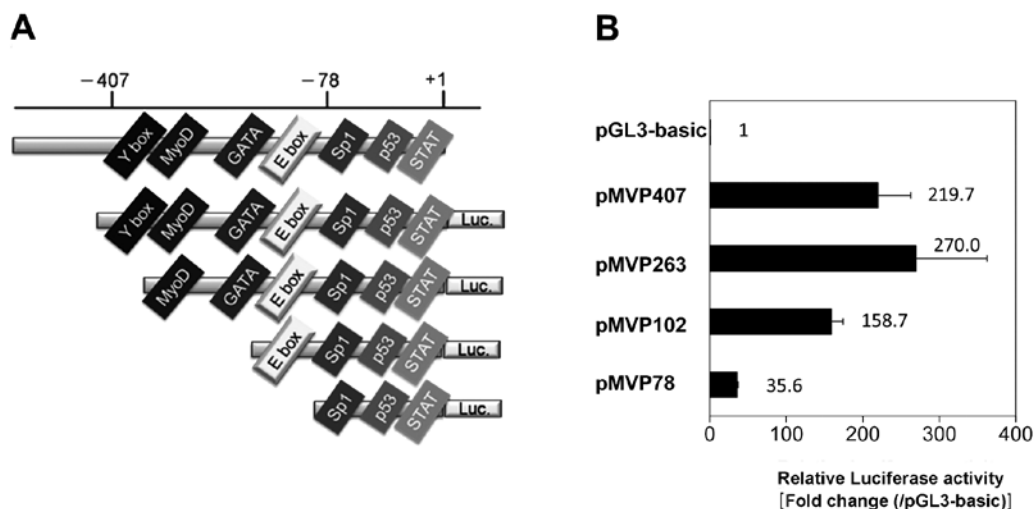 A
−407
−78
+1
Y box
MyoD
GATA
E box
Sp1
p53
STAT
Y box
MyoD
GATA
E box
Sp1
p53
STAT
Luc.
MyoD
GATA
E box
Sp1
p53
STAT
Luc.
E box
Sp1
p53
STAT
Luc.
Sp1
p53
STAT
Luc.
B
pGL3-basic
1
pMVP407
219.7
pMVP263
270.0
pMVP102
158.7
pMVP78
35.6
0
100
200
300
400
Relative Luciferase activity
[Fold change (/pGL3-basic)]